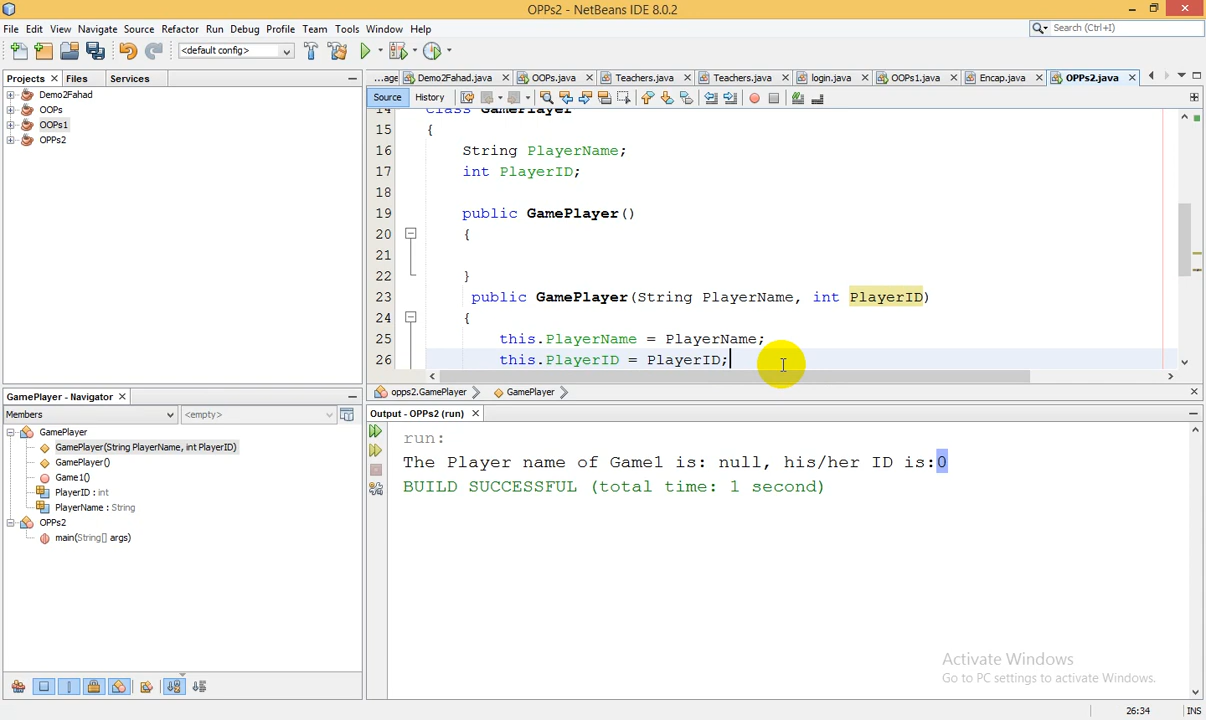 OPPs2 - NetBeans IDE 8.0.2
File Edit View Navigate Source Refactor Run Debug Profile Team Tools Window Help
Search (Ctrl+I)
<default config>
Projects Files Services
Demo2Fahad
OOPs
OOPs1
OPPs2
...age Demo2Fahad.java OOPs.java Teachers.java Teachers.java login.java OOPs1.java Encap.java OPPs2.java
Source History
14 class GamePlayer
15 {
16 String PlayerName;
17 int PlayerID;
18
19 public GamePlayer()
20 {
21
22 }
23 public GamePlayer(String PlayerName, int PlayerID)
24 {
25 this.PlayerName = PlayerName;
26 this.PlayerID = PlayerID;
opps2.GamePlayer GamePlayer
GamePlayer - Navigator
Members <empty>
GamePlayer
GamePlayer(String PlayerName, int PlayerID)
GamePlayer()
Game1()
PlayerID : int
PlayerName : String
OPPs2
main(String[] args)
Output - OPPs2 (run)
run:
The Player name of Game1 is: null, his/her ID is:0
BUILD SUCCESSFUL (total time: 1 second)
Activate Windows
Go to PC settings to activate Windows.
26:34 INS